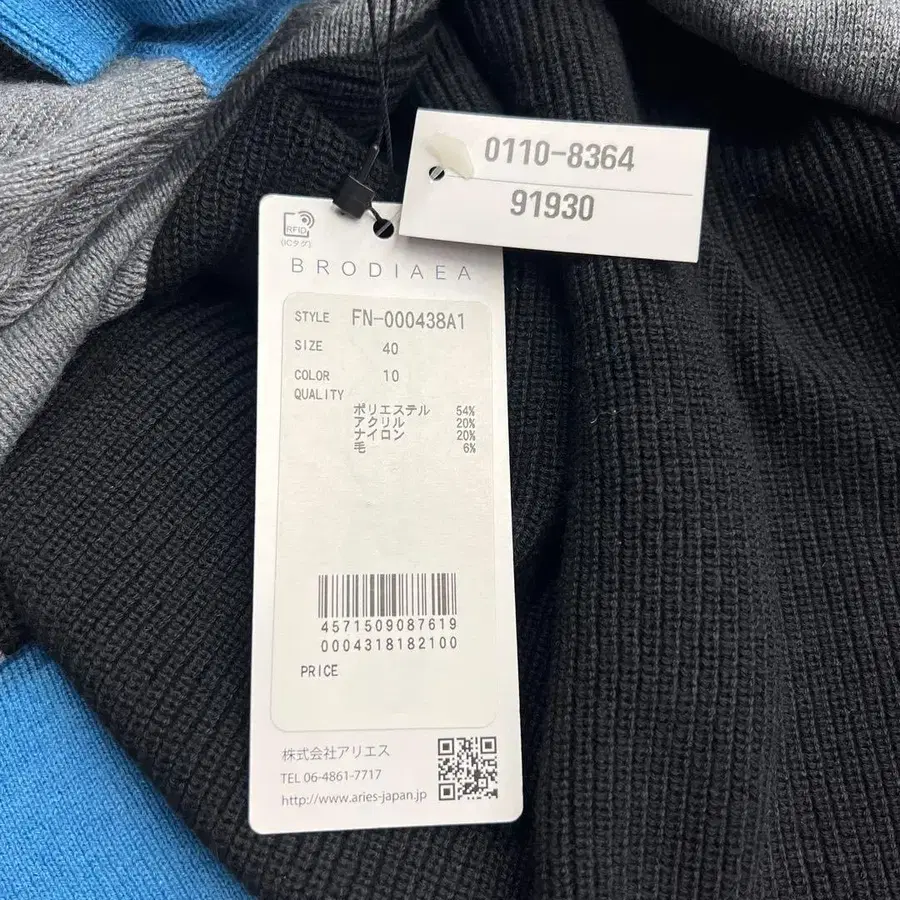 0110-8364
91930
RFID
(ICタグ)
BRODIAEA
STYLE FN-000438A1
SIZE 40
COLOR 10
QUALITY
ポリエステル 54%
アクリル 20%
ナイロン 20%
毛 6%
4571509087619
0004318182100
PRICE
株式会社アリエス
TEL 06-4861-7717
http://www.aries-japan.jp